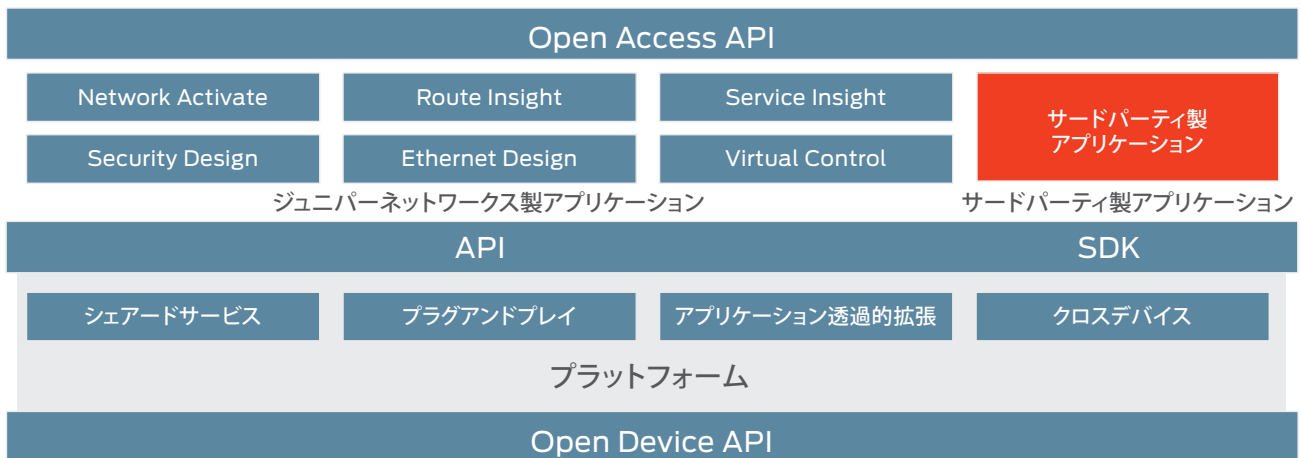 Open Access API
Network Activate
Route Insight
Service Insight
サードパーティ製
アプリケーション
Security Design
Ethernet Design
Virtual Control
ジュニパーネットワークス製アプリケーション
サードパーティ製アプリケーション
API
SDK
シェアードサービス
プラグアンドプレイ
アプリケーション透過的拡張
クロスデバイス
プラットフォーム
Open Device API